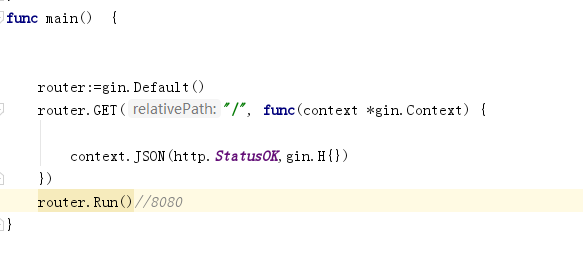 func main()  {
router:=gin.Default()
router.GET( relativePath: "/", func(context *gin.Context) {
context.JSON(http.StatusOK,gin.H{})
})
router.Run()//8080
}